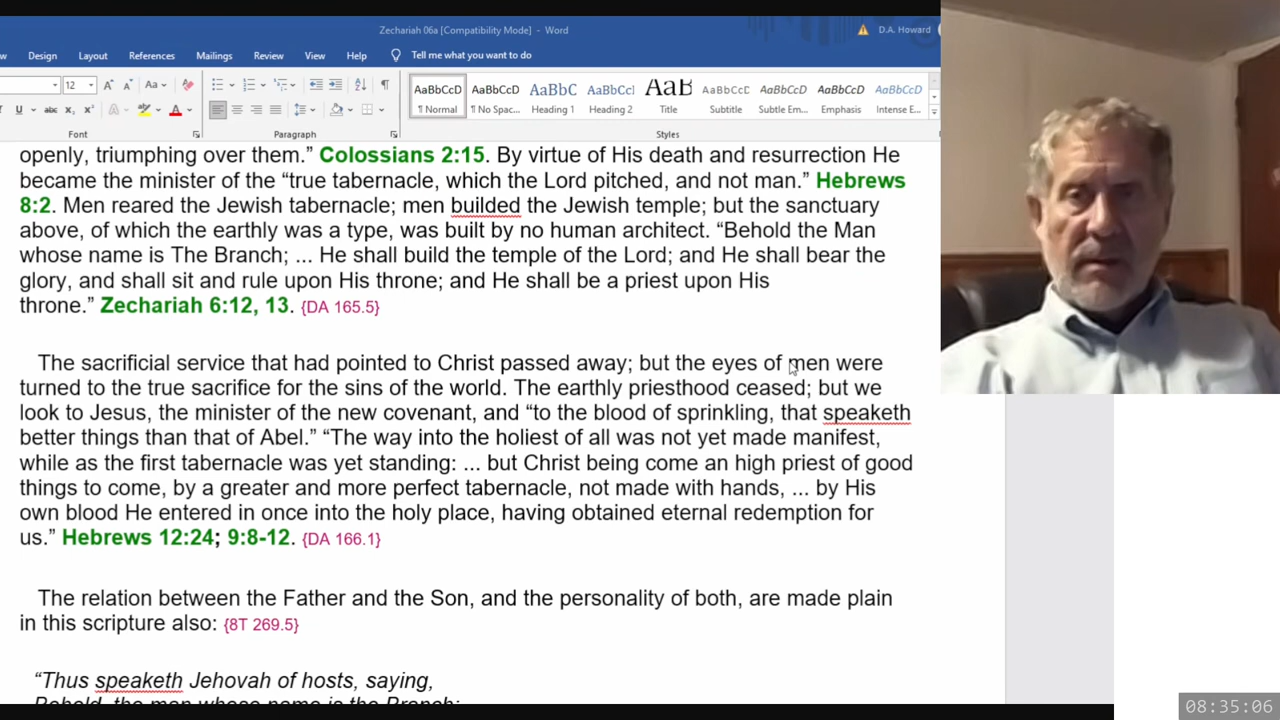 Zechariah 06a [Compatibility Mode] - Word
D.A. Howard
w Design Layout References Mailings Review View Help Tell me what you want to do
12 Aa
U abc x₂ x² A A
AaBbCcD AaBbCcD AaBbC AaBbCcI AaB AaBbCcD AaBbCcD AaBbCcD AaBbCcD
¶ Normal ¶ No Spac... Heading 1 Heading 2 Title Subtitle Subtle Em... Emphasis Intense E...
Font Paragraph Styles
openly, triumphing over them.” Colossians 2:15. By virtue of His death and resurrection He
became the minister of the “true tabernacle, which the Lord pitched, and not man.” Hebrews
8:2. Men reared the Jewish tabernacle; men builded the Jewish temple; but the sanctuary
above, of which the earthly was a type, was built by no human architect. “Behold the Man
whose name is The Branch; ... He shall build the temple of the Lord; and He shall bear the
glory, and shall sit and rule upon His throne; and He shall be a priest upon His
throne.” Zechariah 6:12, 13. {DA 165.5}
The sacrificial service that had pointed to Christ passed away; but the eyes of men were
turned to the true sacrifice for the sins of the world. The earthly priesthood ceased; but we
look to Jesus, the minister of the new covenant, and “to the blood of sprinkling, that speaketh
better things than that of Abel.” “The way into the holiest of all was not yet made manifest,
while as the first tabernacle was yet standing: ... but Christ being come an high priest of good
things to come, by a greater and more perfect tabernacle, not made with hands, ... by His
own blood He entered in once into the holy place, having obtained eternal redemption for
us.” Hebrews 12:24; 9:8-12. {DA 166.1}
The relation between the Father and the Son, and the personality of both, are made plain
in this scripture also: {8T 269.5}
“Thus speaketh Jehovah of hosts, saying,
Behold, the man whose name is the Branch:
08:35:06